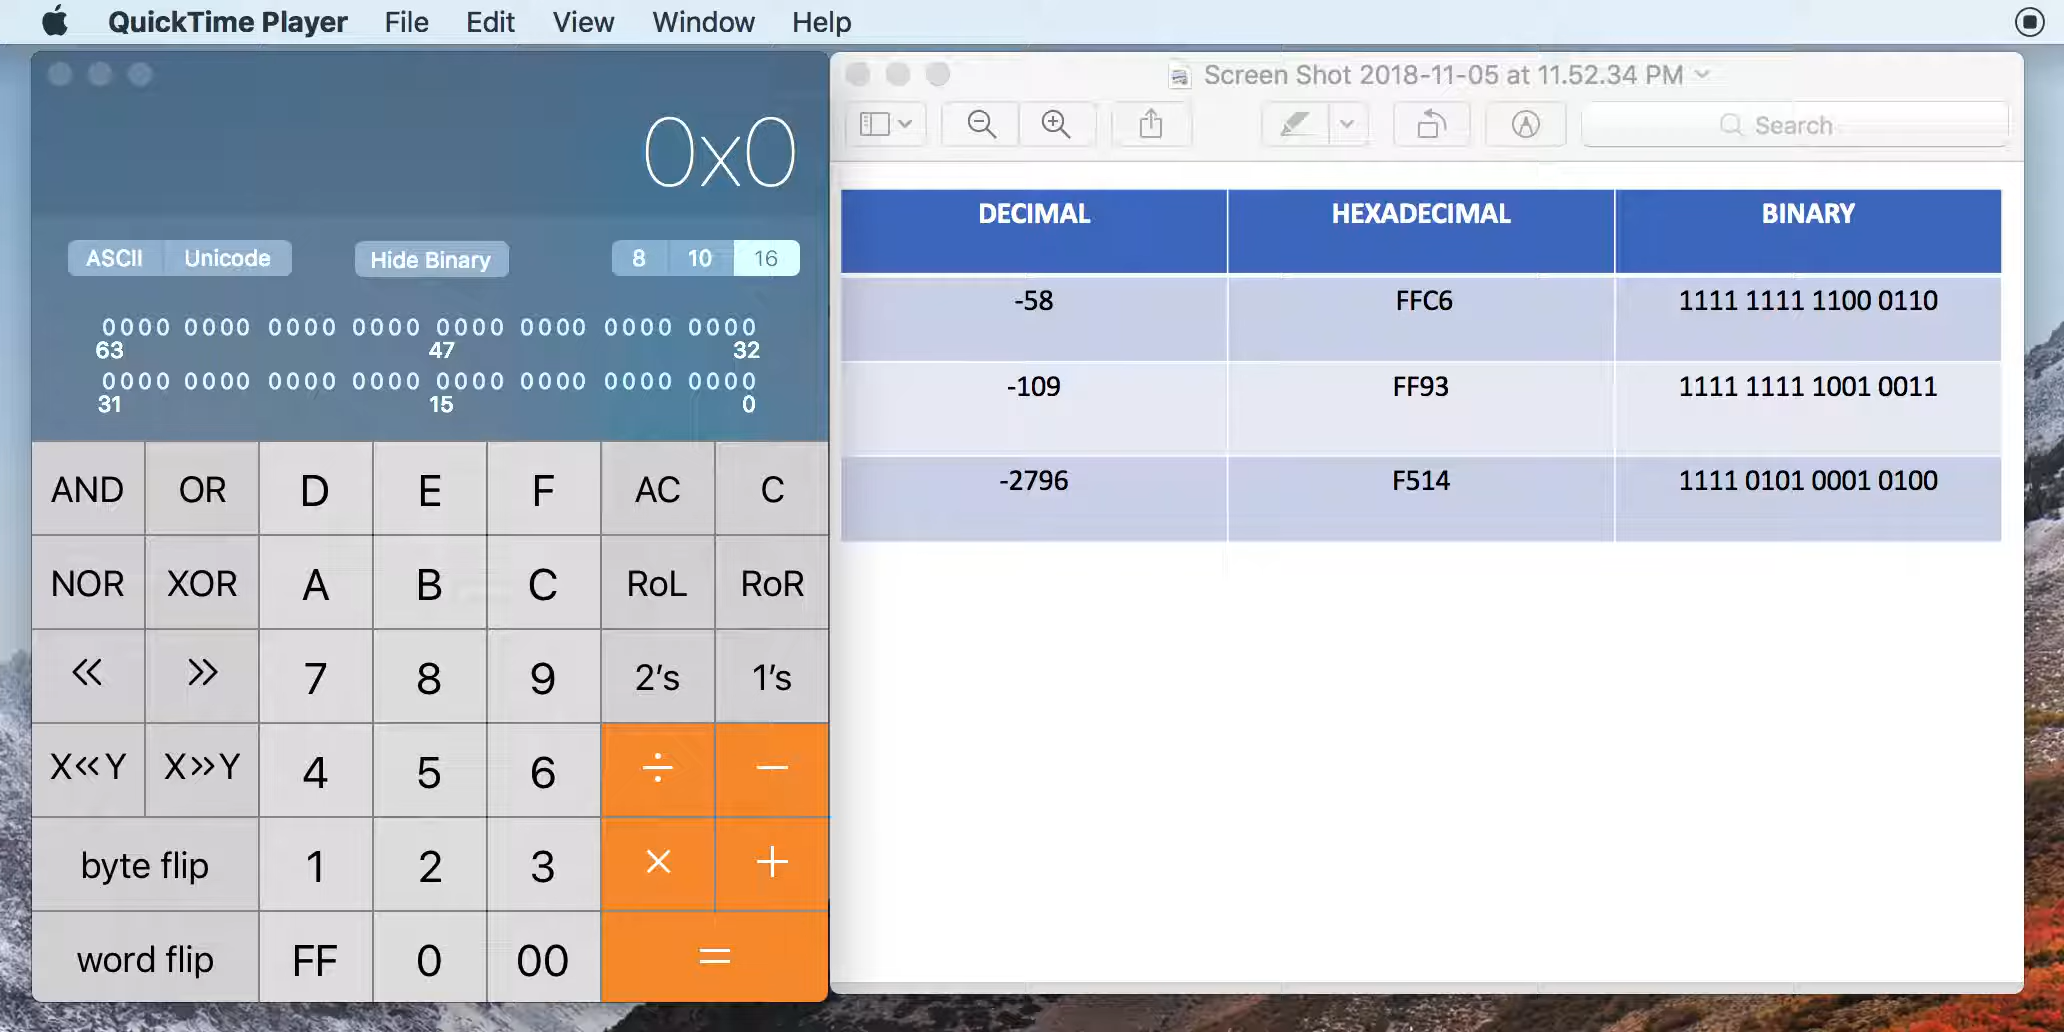 QuickTime Player File Edit View Window Help
0x0
ASCII Unicode Hide Binary 8 10 16
0000 0000 0000 0000 0000 0000 0000 0000
63 47 32
0000 0000 0000 0000 0000 0000 0000 0000
31 15 0
AND OR D E F AC C
NOR XOR A B C RoL RoR
« » 7 8 9 2's 1's
X«Y X»Y 4 5 6 ÷ −
byte flip 1 2 3 × +
word flip FF 0 00 =
Screen Shot 2018-11-05 at 11.52.34 PM
Search
DECIMAL HEXADECIMAL BINARY
-58 FFC6 1111 1111 1100 0110
-109 FF93 1111 1111 1001 0011
-2796 F514 1111 0101 0001 0100